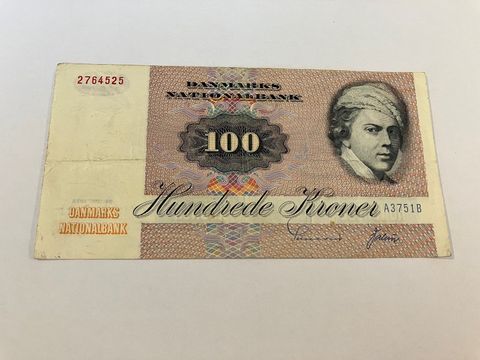 2764525
DANMARKS
NATIONALBANK
100
Hundrede Kroner A3751B
DANMARKS
NATIONALBANK